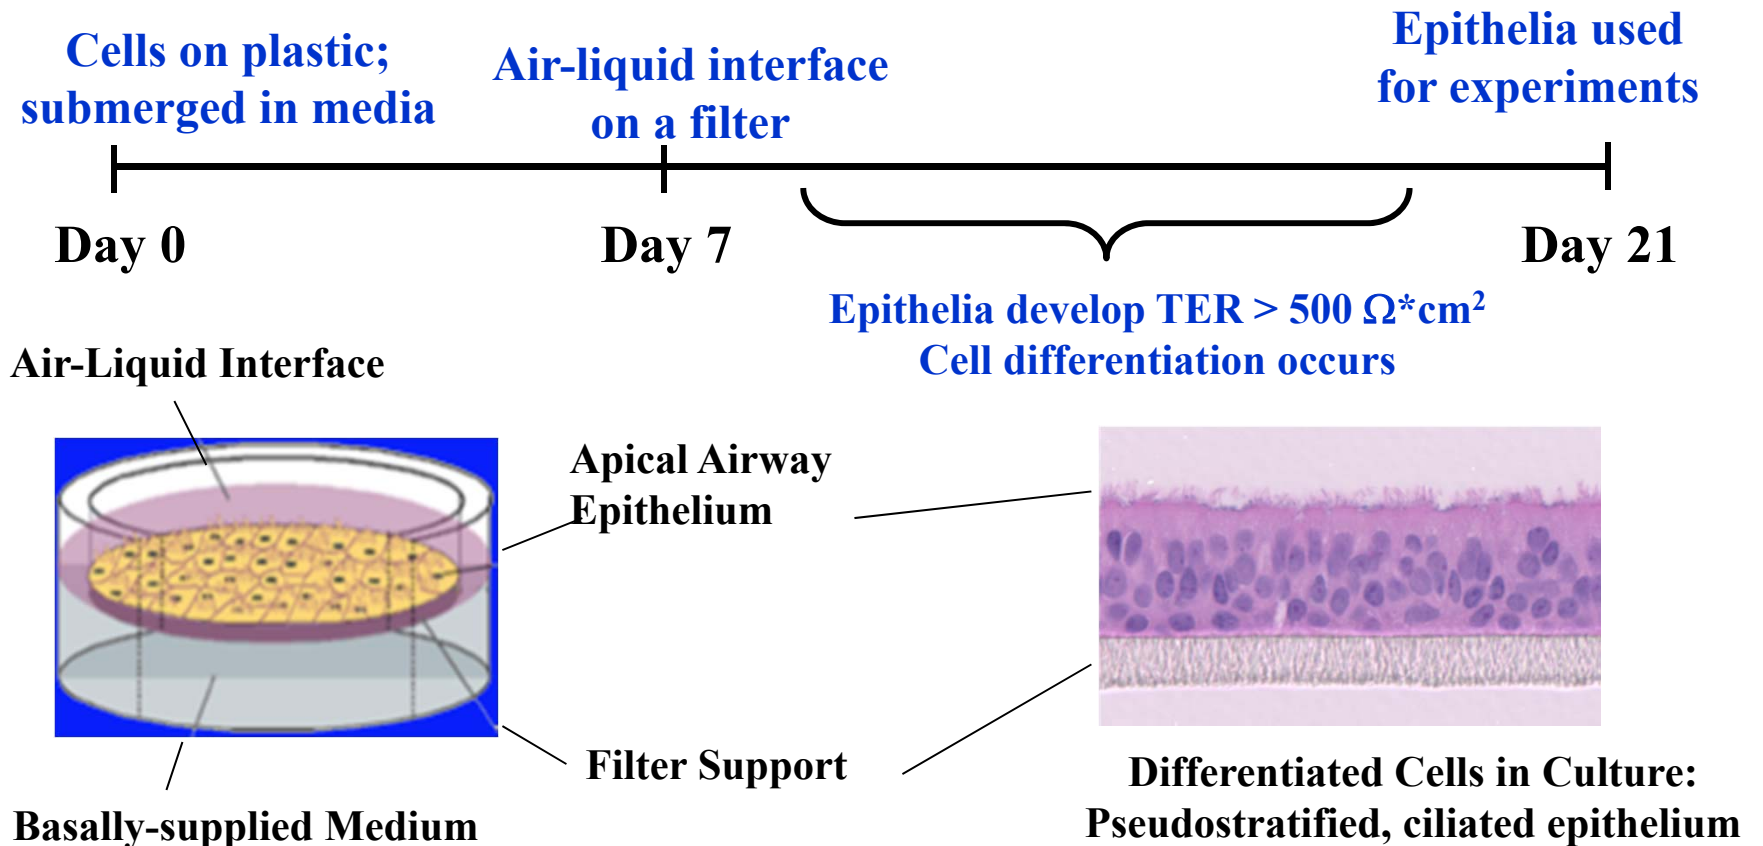 Cells on plastic;
submerged in media
Air-liquid interface
on a filter
Epithelia used
for experiments
Day 0
Day 7
Day 21
Epithelia develop TER > 500 Ω*cm²
Cell differentiation occurs
Air-Liquid Interface
Apical Airway
Epithelium
Filter Support
Basally-supplied Medium
Differentiated Cells in Culture:
Pseudostratified, ciliated epithelium